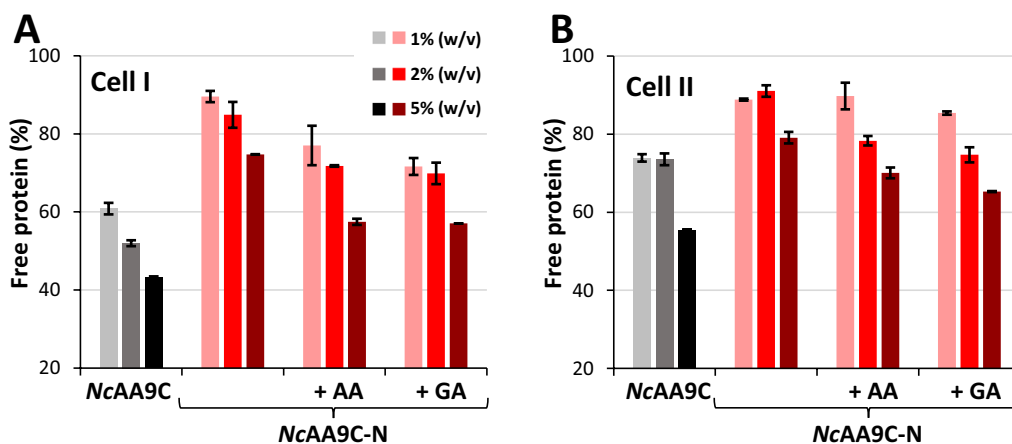 A
Cell I
1% (w/v)
2% (w/v)
5% (w/v)
Free protein (%)
100
80
60
40
20
NcAA9C
+ AA
+ GA
NcAA9C-N
B
Cell II
Free protein (%)
100
80
60
40
20
NcAA9C
+ AA
+ GA
NcAA9C-N